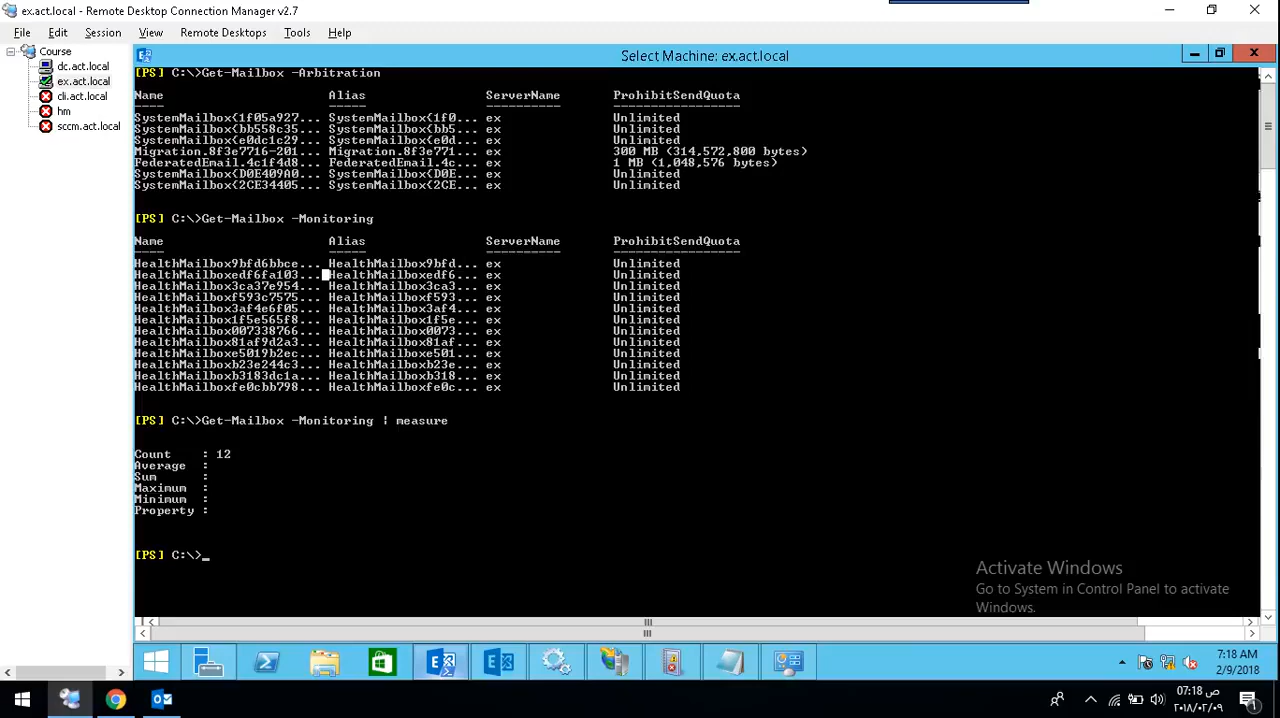 ex.act.local - Remote Desktop Connection Manager v2.7
File Edit Session View Remote Desktops Tools Help
Course
dc.act.local
ex.act.local
cli.act.local
hm
sccm.act.local
Select Machine: ex.act.local
[PS] C:\>Get-Mailbox -Arbitration
Name Alias ServerName ProhibitSendQuota
---- ----- ---------- -----------------
SystemMailbox{1f05a927... SystemMailbox{1f0... ex Unlimited
SystemMailbox{bb558c35... SystemMailbox{bb5... ex Unlimited
SystemMailbox{e0dc1c29... SystemMailbox{e0d... ex Unlimited
Migration.8f3e7716-201... Migration.8f3e771... ex 300 MB (314,572,800 bytes)
FederatedEmail.4c1f4d8... FederatedEmail.4c... ex 1 MB (1,048,576 bytes)
SystemMailbox{D0E409A0... SystemMailbox{D0E... ex Unlimited
SystemMailbox{2CE34405... SystemMailbox{2CE... ex Unlimited
[PS] C:\>Get-Mailbox -Monitoring
Name Alias ServerName ProhibitSendQuota
---- ----- ---------- -----------------
HealthMailbox9bfd6bbce... HealthMailbox9bfd... ex Unlimited
HealthMailboxedf6fa103... HealthMailboxedf6... ex Unlimited
HealthMailbox3ca37e954... HealthMailbox3ca3... ex Unlimited
HealthMailboxf593c7575... HealthMailboxf593... ex Unlimited
HealthMailbox3af4e6f05... HealthMailbox3af4... ex Unlimited
HealthMailbox1f5e565f8... HealthMailbox1f5e... ex Unlimited
HealthMailbox007338766... HealthMailbox0073... ex Unlimited
HealthMailbox81af9d2a3... HealthMailbox81af... ex Unlimited
HealthMailboxe5019b2ec... HealthMailboxe501... ex Unlimited
HealthMailboxb23e244c3... HealthMailboxb23e... ex Unlimited
HealthMailboxb3183dc1a... HealthMailboxb318... ex Unlimited
HealthMailboxfe0cbb798... HealthMailboxfe0c... ex Unlimited
[PS] C:\>Get-Mailbox -Monitoring | measure
Count : 12
Average :
Sum :
Maximum :
Minimum :
Property :
[PS] C:\>_
Activate Windows
Go to System in Control Panel to activate
Windows.
7:18 AM
2/9/2018
07:18 ص
٢٠١٨/٠٢/٠٩
1